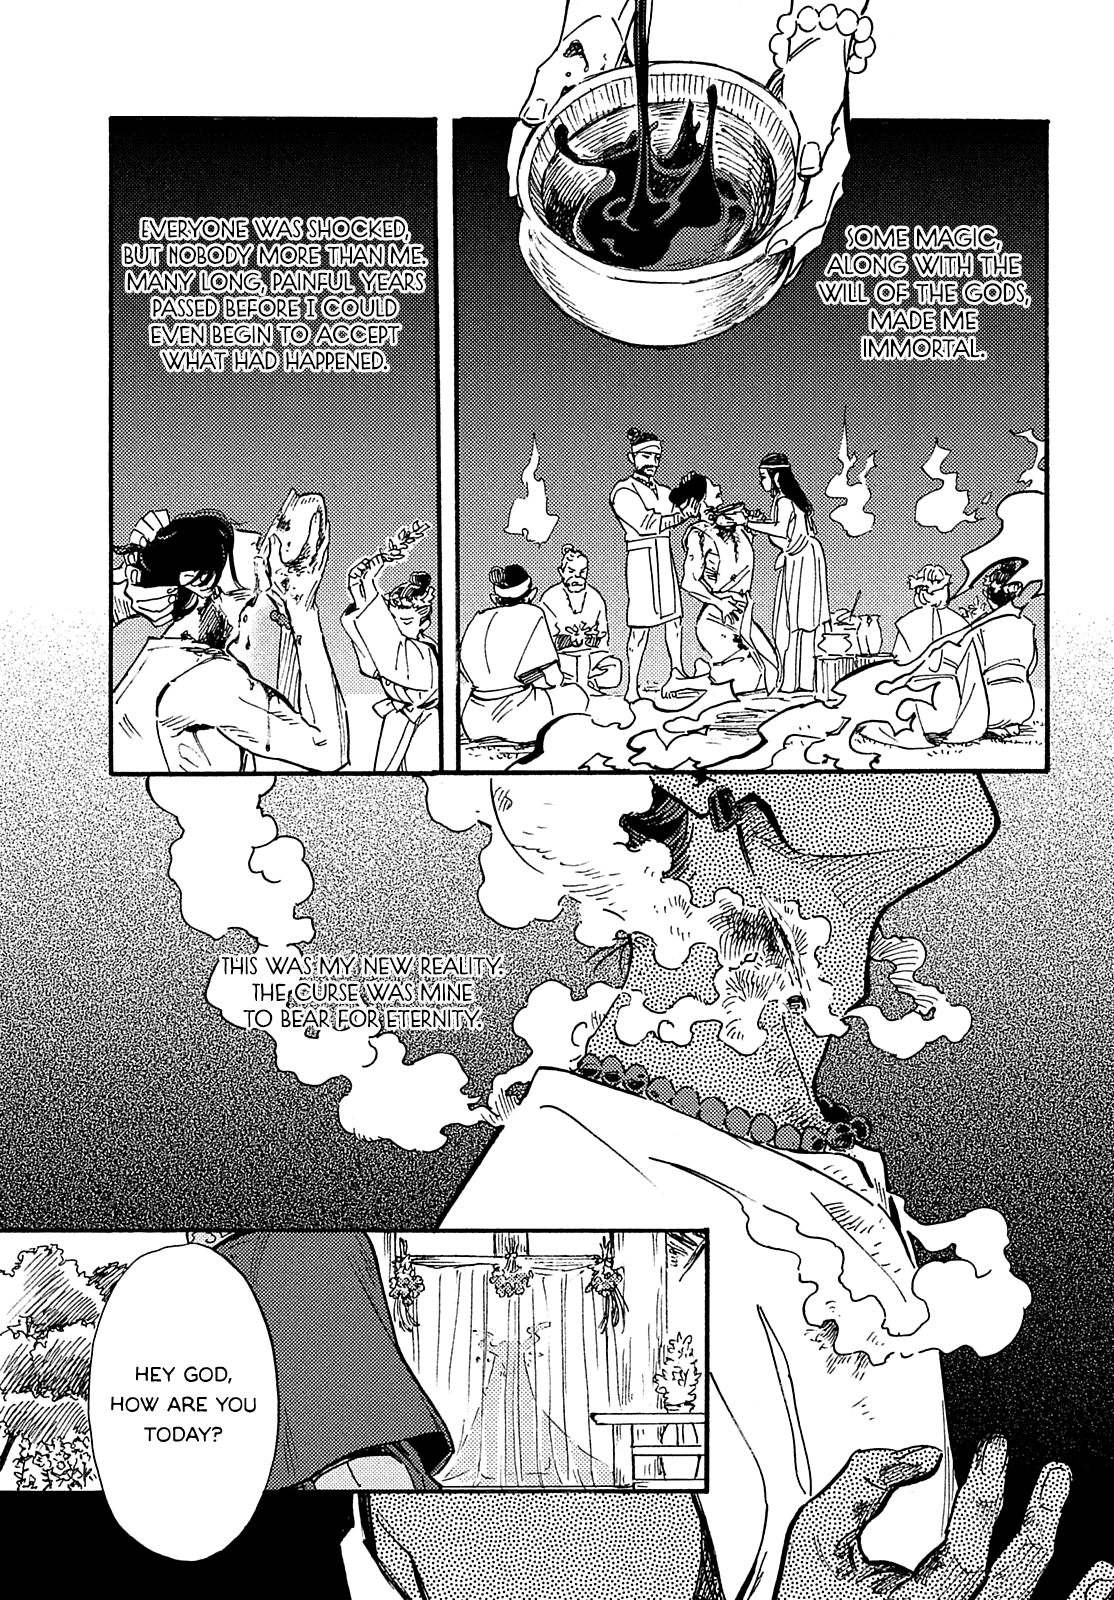 SOME MAGIC,
ALONG WITH THE
WILL OF THE GODS,
MADE ME
IMMORTAL.
EVERYONE WAS SHOCKED,
BUT NOBODY MORE THAN ME.
MANY LONG, PAINFUL YEARS
PASSED BEFORE I COULD
EVEN BEGIN TO ACCEPT
WHAT HAD HAPPENED.
THIS WAS MY NEW REALITY.
THE CURSE WAS MINE
TO BEAR FOR ETERNITY.
HEY GOD,
HOW ARE YOU
TODAY?